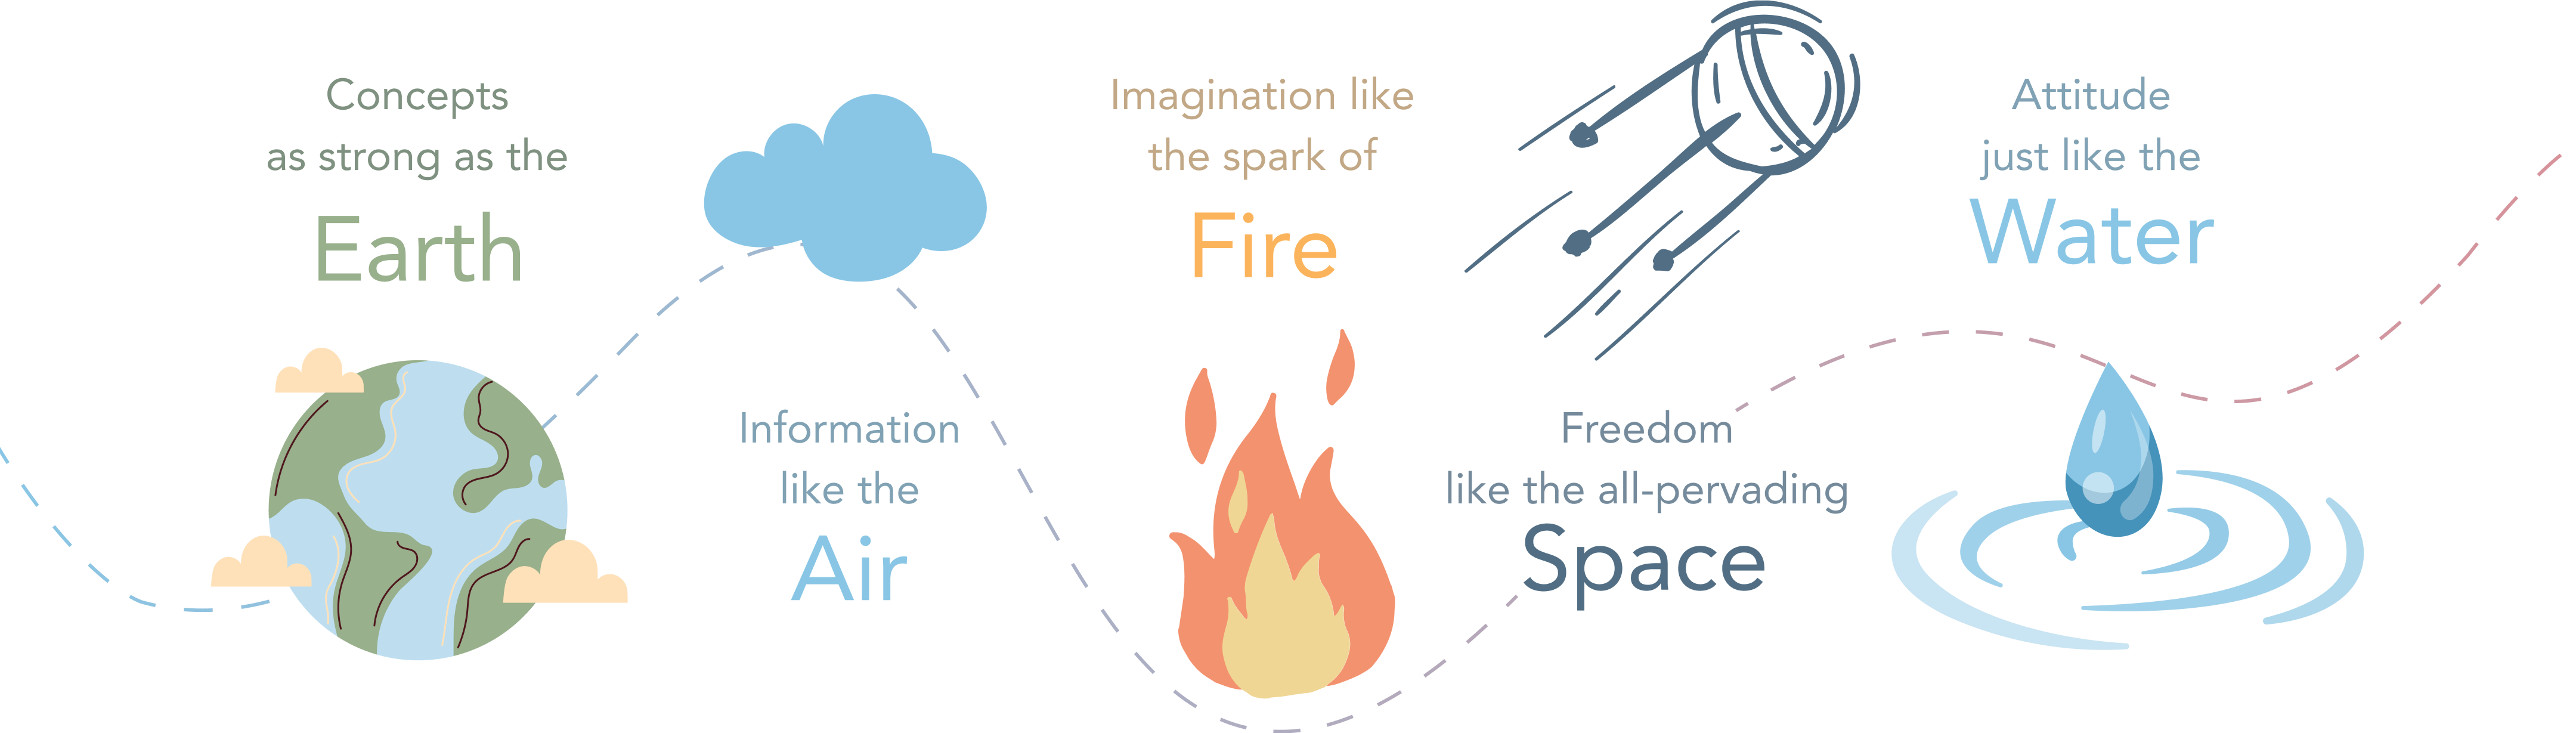 Concepts
as strong as the
Earth
Information
like the
Air
Imagination like
the spark of
Fire
Freedom
like the all-pervading
Space
Attitude
just like the
Water